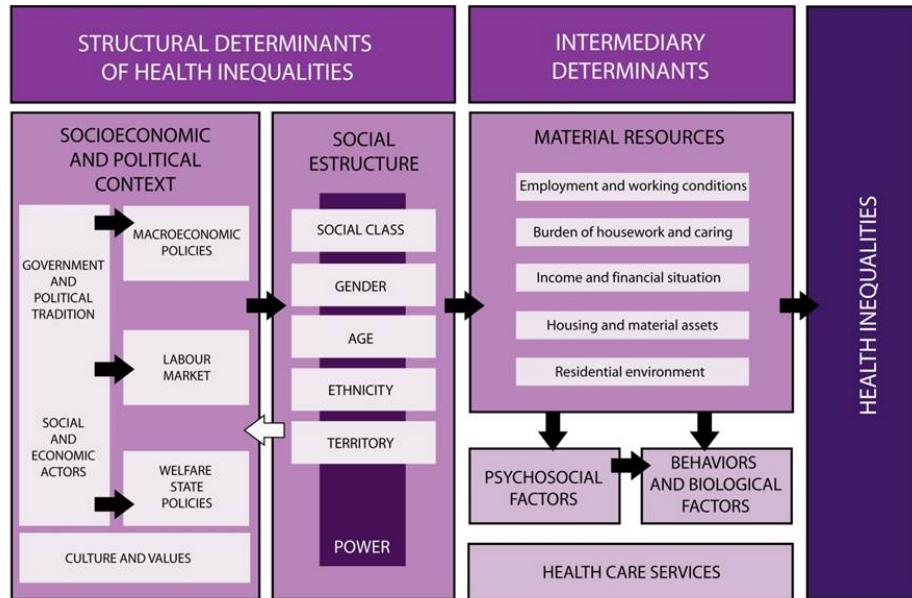 STRUCTURAL DETERMINANTS
OF HEALTH INEQUALITIES
INTERMEDIARY
DETERMINANTS
SOCIOECONOMIC
AND POLITICAL
CONTEXT
GOVERNMENT
AND
POLITICAL
TRADITION
SOCIAL
AND
ECONOMIC
ACTORS
MACROECONOMIC
POLICIES
LABOUR
MARKET
WELFARE
STATE
POLICIES
CULTURE AND VALUES
SOCIAL
ESTRUCTURE
SOCIAL CLASS
GENDER
AGE
ETHNICITY
TERRITORY
POWER
MATERIAL RESOURCES
Employment and working conditions
Burden of housework and caring
Income and financial situation
Housing and material assets
Residential environment
PSYCHOSOCIAL
FACTORS
BEHAVIORS
AND BIOLOGICAL
FACTORS
HEALTH CARE SERVICES
HEALTH INEQUALITIES